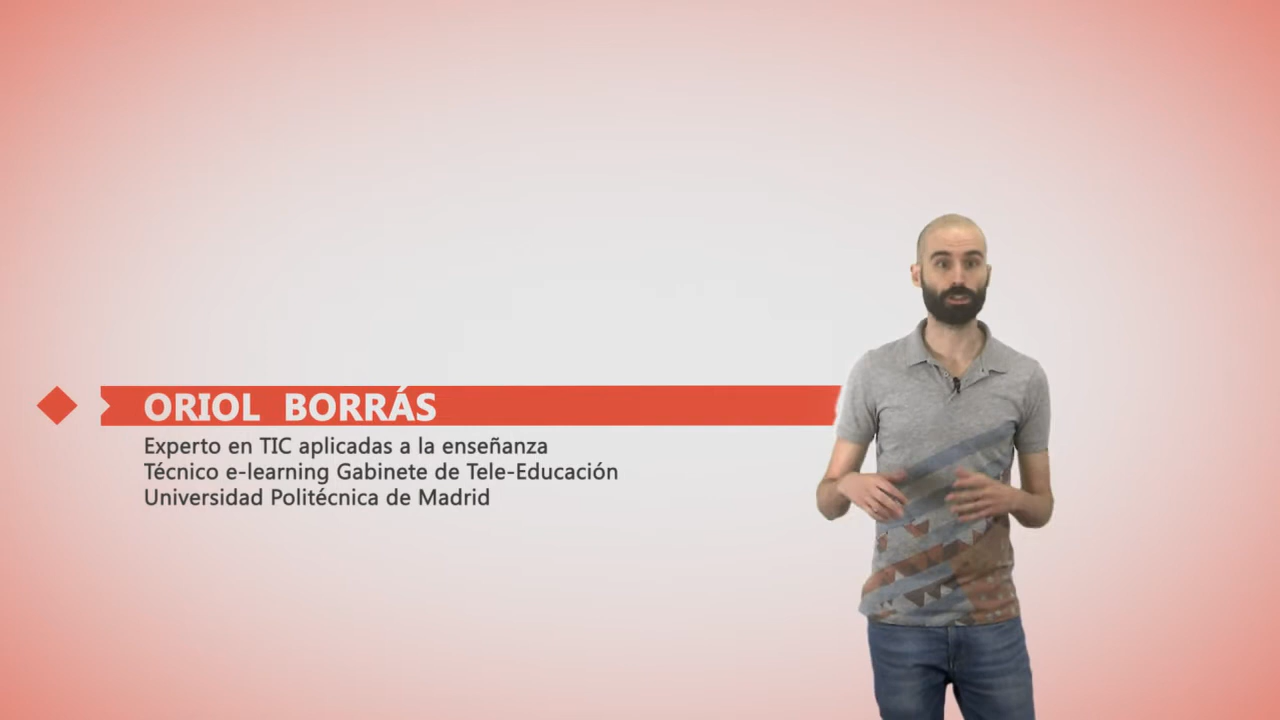 ORIOL BORRÁS
Experto en TIC aplicadas a la enseñanza
Técnico e-learning Gabinete de Tele-Educación
Universidad Politécnica de Madrid